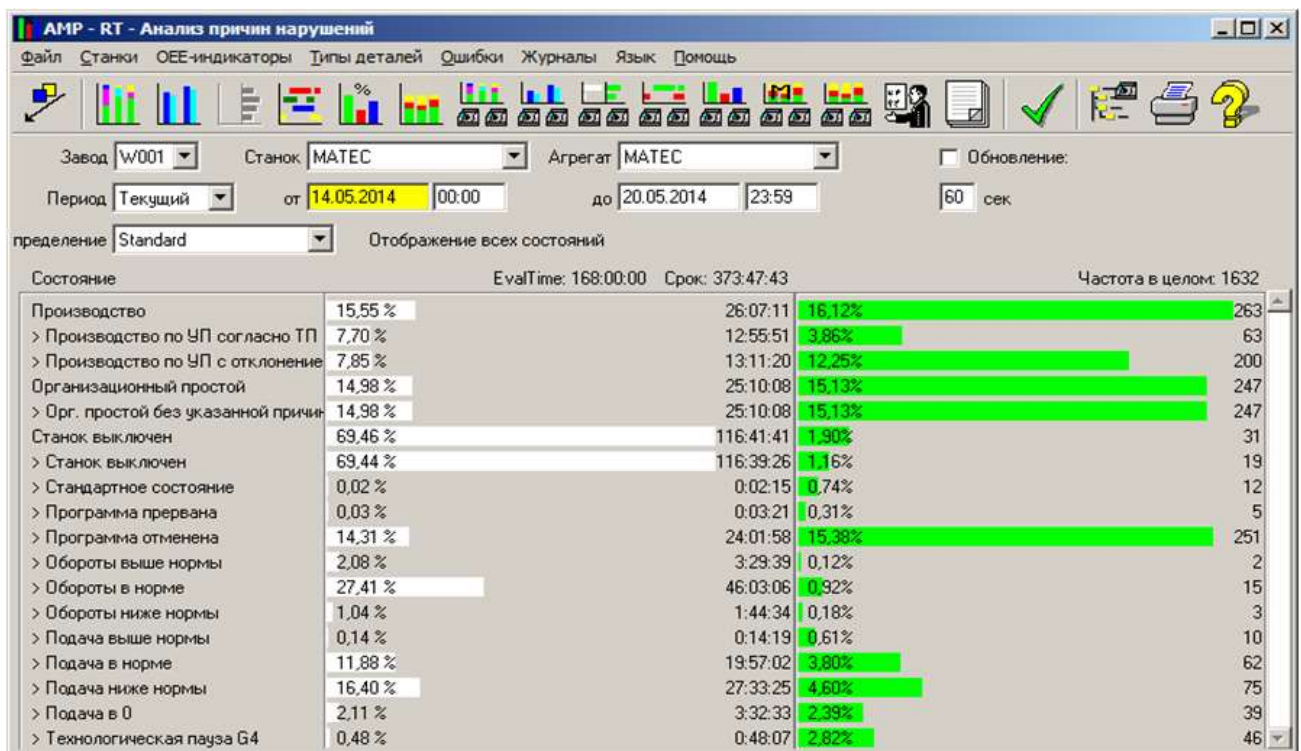 AMP - RT - Анализ причин нарушений
Файл Станки OEE-индикаторы Типы деталей Ошибки Журналы Язык Помощь
%
Завод W001 Станок MATEC Агрегат MATEC Обновление:
Период Текущий от 14.05.2014 00:00 до 20.05.2014 23:59 60 сек
пределение Standard Отображение всех состояний
Состояние EvalTime: 168:00:00 Срок: 373:47:43 Частота в целом: 1632
Производство 15,55 % 26:07:11 16,12% 263
> Производство по УП согласно ТП 7,70 % 12:55:51 3,86% 63
> Производство по УП с отклонение 7,85 % 13:11:20 12,25% 200
Организационный простой 14,98 % 25:10:08 15,13% 247
> Орг. простой без указанной причин 14,98 % 25:10:08 15,13% 247
Станок выключен 69,46 % 116:41:41 1,90% 31
> Станок выключен 69,44 % 116:39:26 1,16% 19
> Стандартное состояние 0,02 % 0:02:15 0,74% 12
> Программа прервана 0,03 % 0:03:21 0,31% 5
> Программа отменена 14,31 % 24:01:58 15,38% 251
> Обороты выше нормы 2,08 % 3:29:39 0,12% 2
> Обороты в норме 27,41 % 46:03:06 0,92% 15
> Обороты ниже нормы 1,04 % 1:44:34 0,18% 3
> Подача выше нормы 0,14 % 0:14:19 0,61% 10
> Подача в норме 11,88 % 19:57:02 3,80% 62
> Подача ниже нормы 16,40 % 27:33:25 4,60% 75
> Подача в 0 2,11 % 3:32:33 2,39% 39
> Технологическая пауза G4 0,48 % 0:48:07 2,82% 46